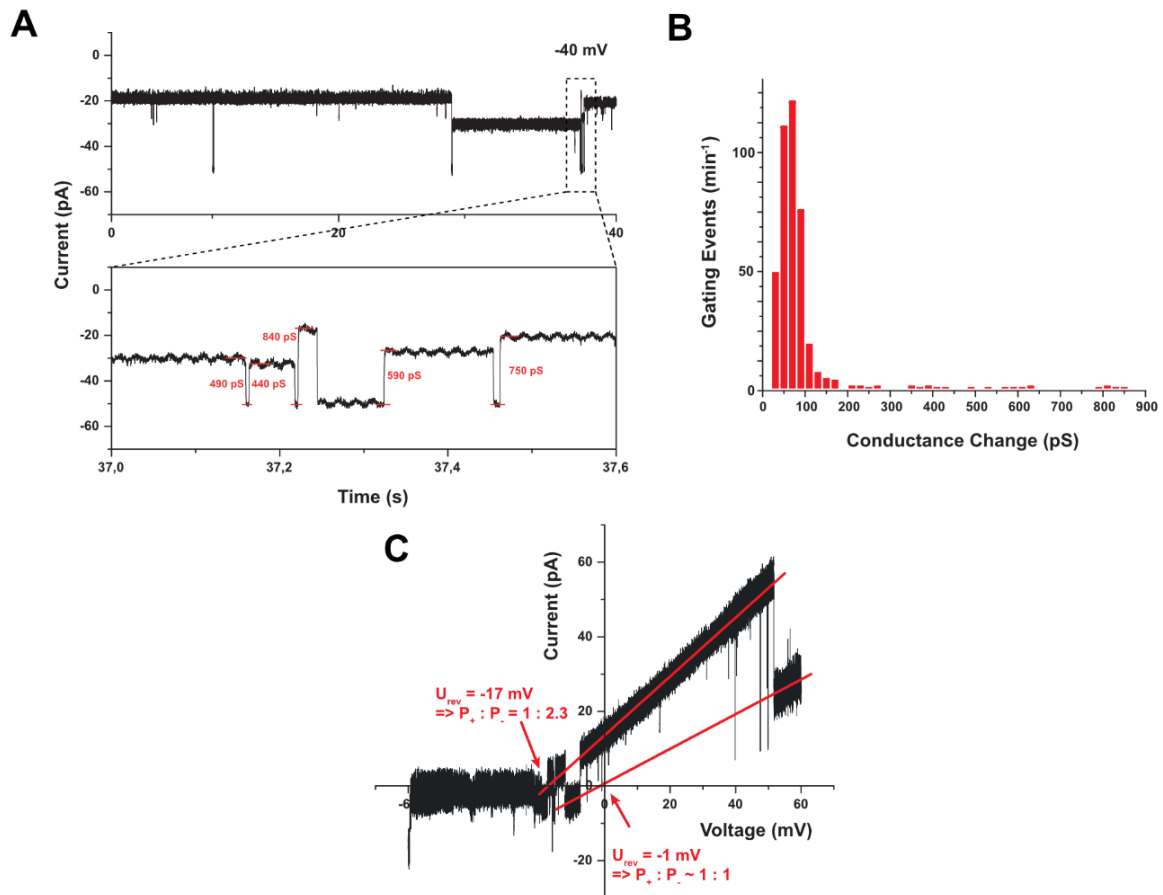 A
-40 mV
0
-20
-40
-60
0
20
40
Current (pA)
0
-20
-40
-60
840 pS
490 pS
440 pS
590 pS
750 pS
37,0
37,2
37,4
37,6
Time (s)
B
Gating Events (min⁻¹)
100
50
0
0
100
200
300
400
500
600
700
800
900
Conductance Change (pS)
C
Current (pA)
60
40
20
0
-20
-6
0
20
40
60
Voltage (mV)
Urev = -17 mV
=> P+ : P- = 1 : 2.3
Urev = -1 mV
=> P+ : P- ~ 1 : 1